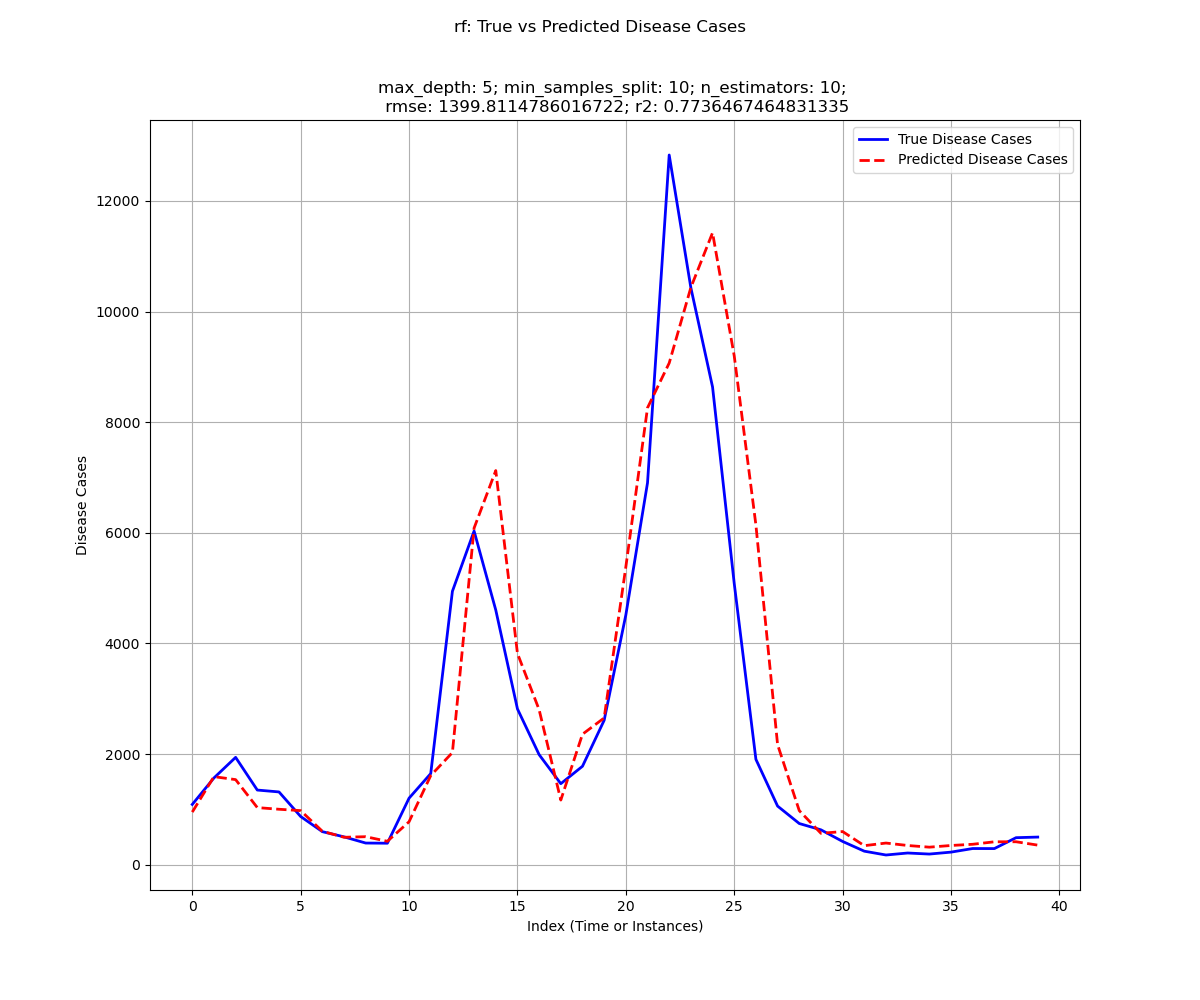 rf: True vs Predicted Disease Cases
max_depth: 5; min_samples_split: 10; n_estimators: 10;
rmse: 1399.8114786016722; r2: 0.7736467464831335
True Disease Cases
Predicted Disease Cases
12000
10000
8000
6000
4000
2000
0
Disease Cases
0 5 10 15 20 25 30 35 40
Index (Time or Instances)